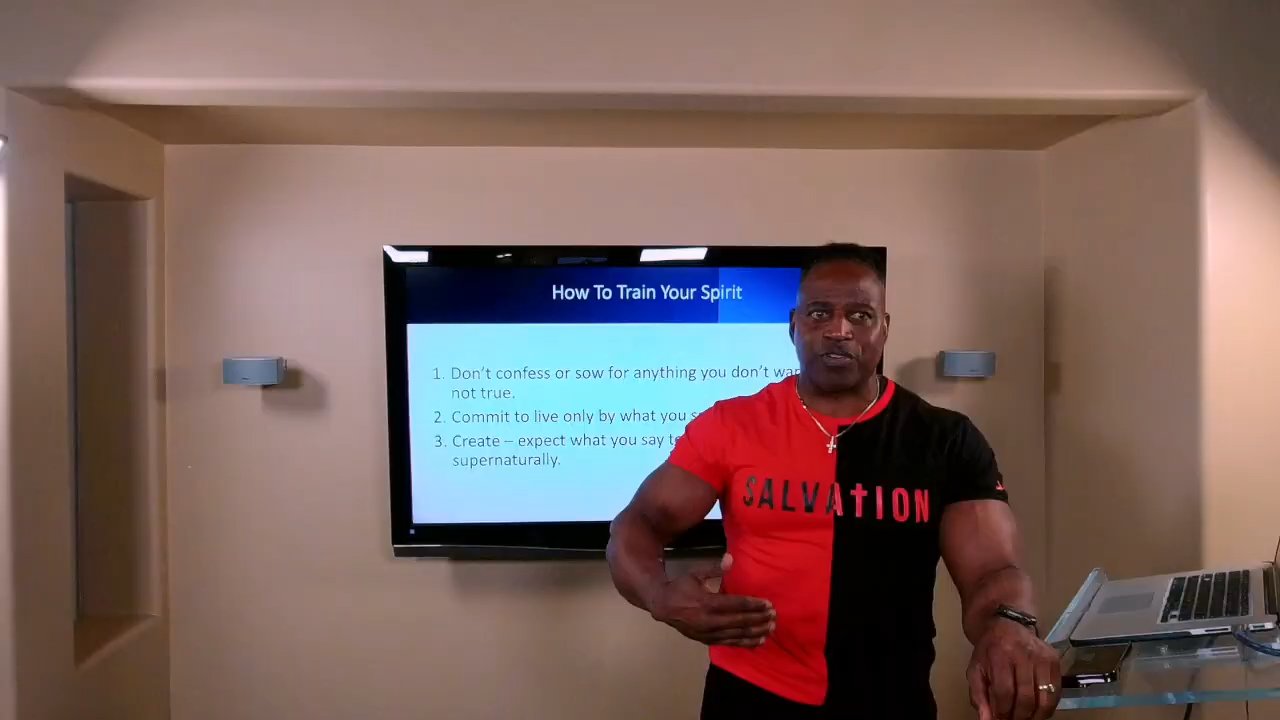 How To Train Your Spirit
1. Don't confess or sow for anything you don't
not true.
2. Commit to live only by what you
3. Create – expect what you say
supernaturally.
SALVATION